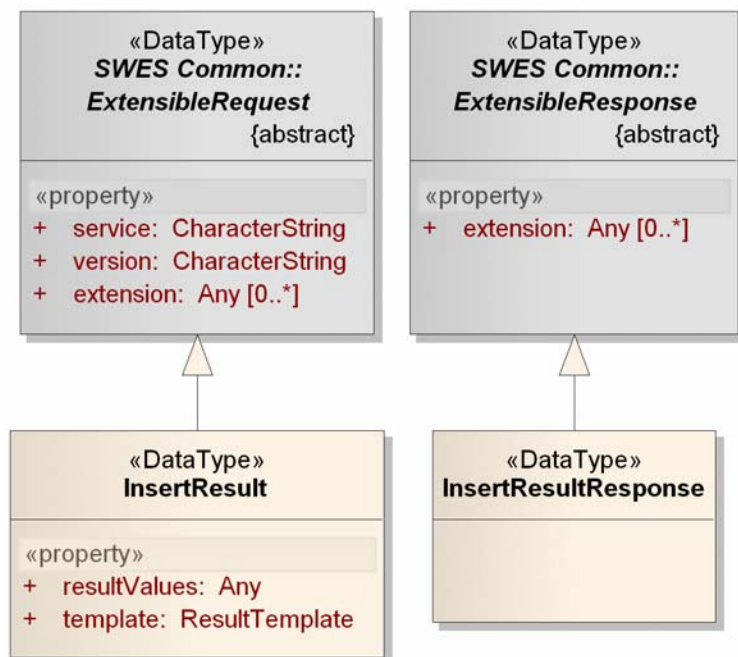 «DataType»
SWES Common::
ExtensibleRequest
{abstract}
«property»
+ service: CharacterString
+ version: CharacterString
+ extension: Any [0..*]
«DataType»
SWES Common::
ExtensibleResponse
{abstract}
«property»
+ extension: Any [0..*]
«DataType»
InsertResult
«property»
+ resultValues: Any
+ template: ResultTemplate
«DataType»
InsertResultResponse